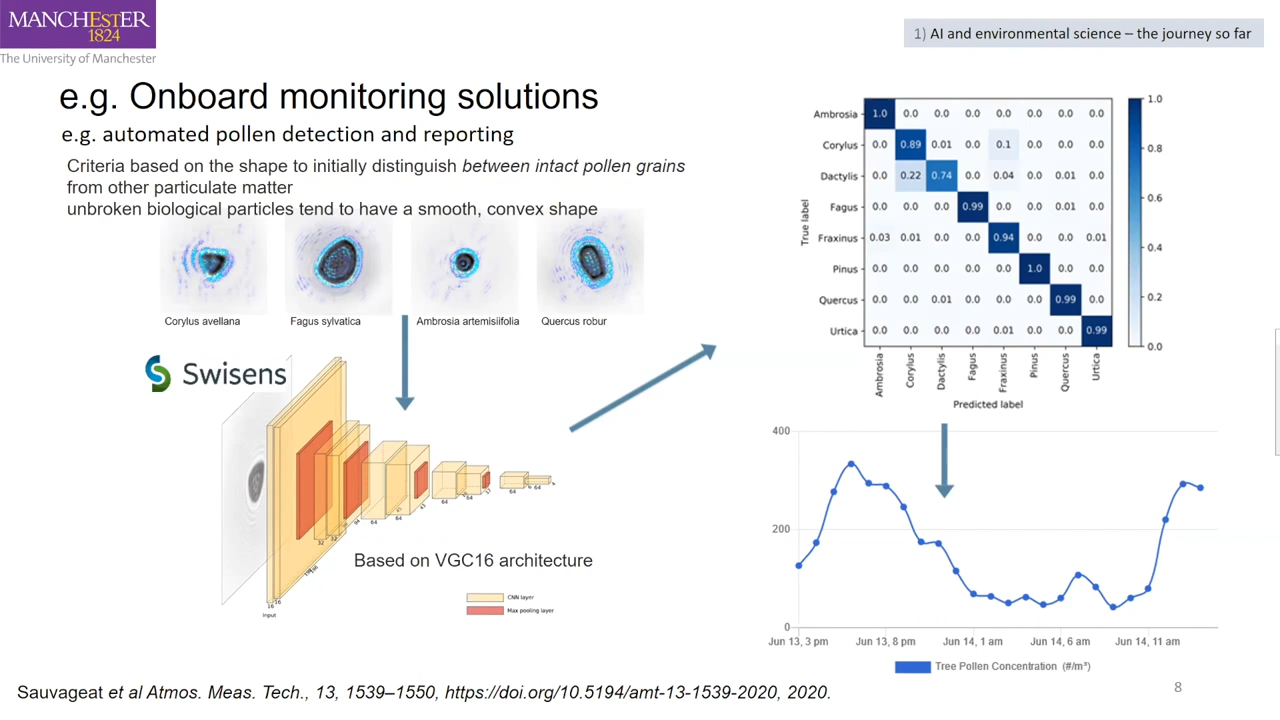 MANCHESTER
1824
The University of Manchester
1) AI and environmental science – the journey so far
e.g. Onboard monitoring solutions
e.g. automated pollen detection and reporting
Criteria based on the shape to initially distinguish between intact pollen grains
from other particulate matter
unbroken biological particles tend to have a smooth, convex shape
Corylus avellana
Fagus sylvatica
Ambrosia artemisiifolia
Quercus robur
Swisens
16 16
Input
32 32
64
64
64
64
64 64
Based on VGC16 architecture
CNN layer
Max pooling layer
True label
Ambrosia 1.0 0.0 0.0 0.0 0.0 0.0 0.0 0.0
Corylus 0.0 0.89 0.01 0.0 0.1 0.0 0.0 0.0
Dactylis 0.0 0.22 0.74 0.0 0.04 0.0 0.01 0.0
Fagus 0.0 0.0 0.0 0.99 0.0 0.0 0.01 0.0
Fraxinus 0.03 0.01 0.0 0.0 0.94 0.0 0.0 0.01
Pinus 0.0 0.0 0.0 0.0 0.0 1.0 0.0 0.0
Quercus 0.0 0.0 0.01 0.0 0.0 0.0 0.99 0.0
Urtica 0.0 0.0 0.0 0.0 0.01 0.0 0.0 0.99
Ambrosia Corylus Dactylis Fagus Fraxinus Pinus Quercus Urtica
Predicted label
1.0
0.8
0.6
0.4
0.2
0.0
400
200
0
Jun 13, 3 pm Jun 13, 8 pm Jun 14, 1 am Jun 14, 6 am Jun 14, 11 am
Tree Pollen Concentration (#/m³)
Sauvageat et al Atmos. Meas. Tech., 13, 1539–1550, https://doi.org/10.5194/amt-13-1539-2020, 2020.
8